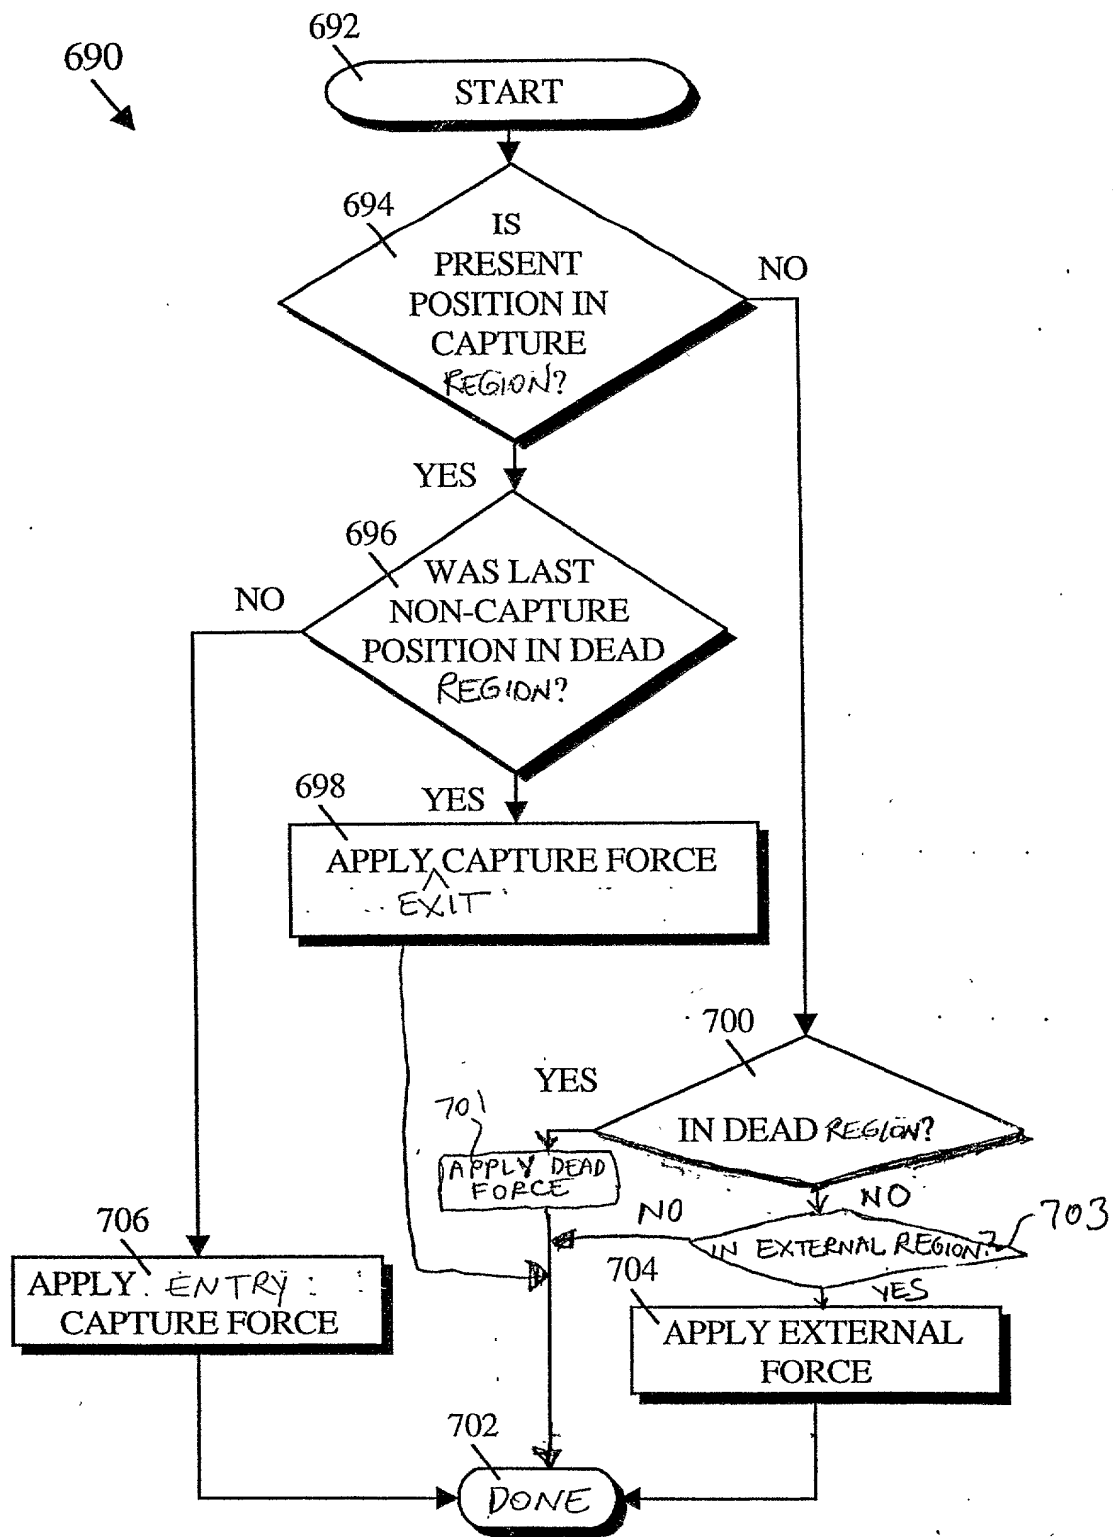 692
690
START
694
IS
PRESENT
POSITION IN
CAPTURE
REGION?
NO
YES
696
WAS LAST
NON-CAPTURE
POSITION IN DEAD
REGION?
NO
YES
698
APPLY CAPTURE FORCE
EXIT
700
YES
IN DEAD REGION?
701
APPLY DEAD
FORCE
NO
NO
IN EXTERNAL REGION?
703
YES
706
APPLY ENTRY
CAPTURE FORCE
704
APPLY EXTERNAL
FORCE
702
DONE